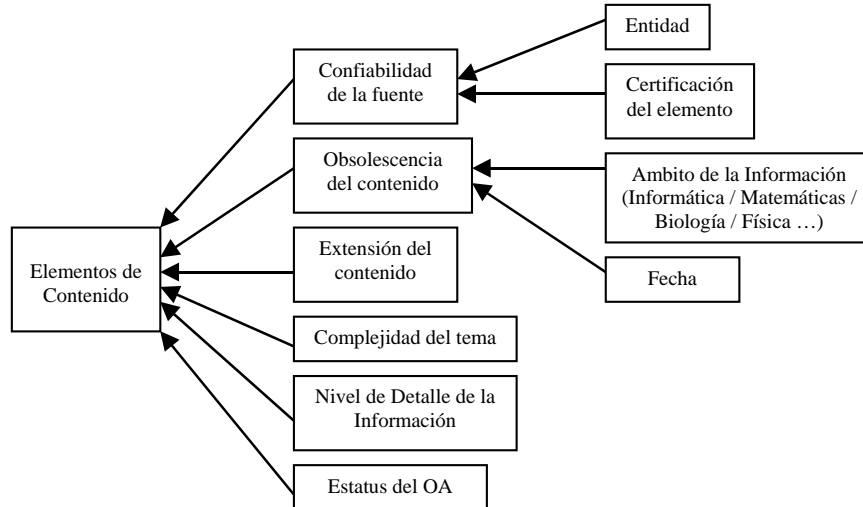 Entidad
Confiabilidad
de la fuente
Certificación
del elemento
Obsolescencia
del contenido
Ambito de la Información
(Informática / Matemáticas /
Biología / Física …)
Elementos de
Contenido
Extensión del
contenido
Fecha
Complejidad del tema
Nivel de Detalle de la
Información
Estatus del OA